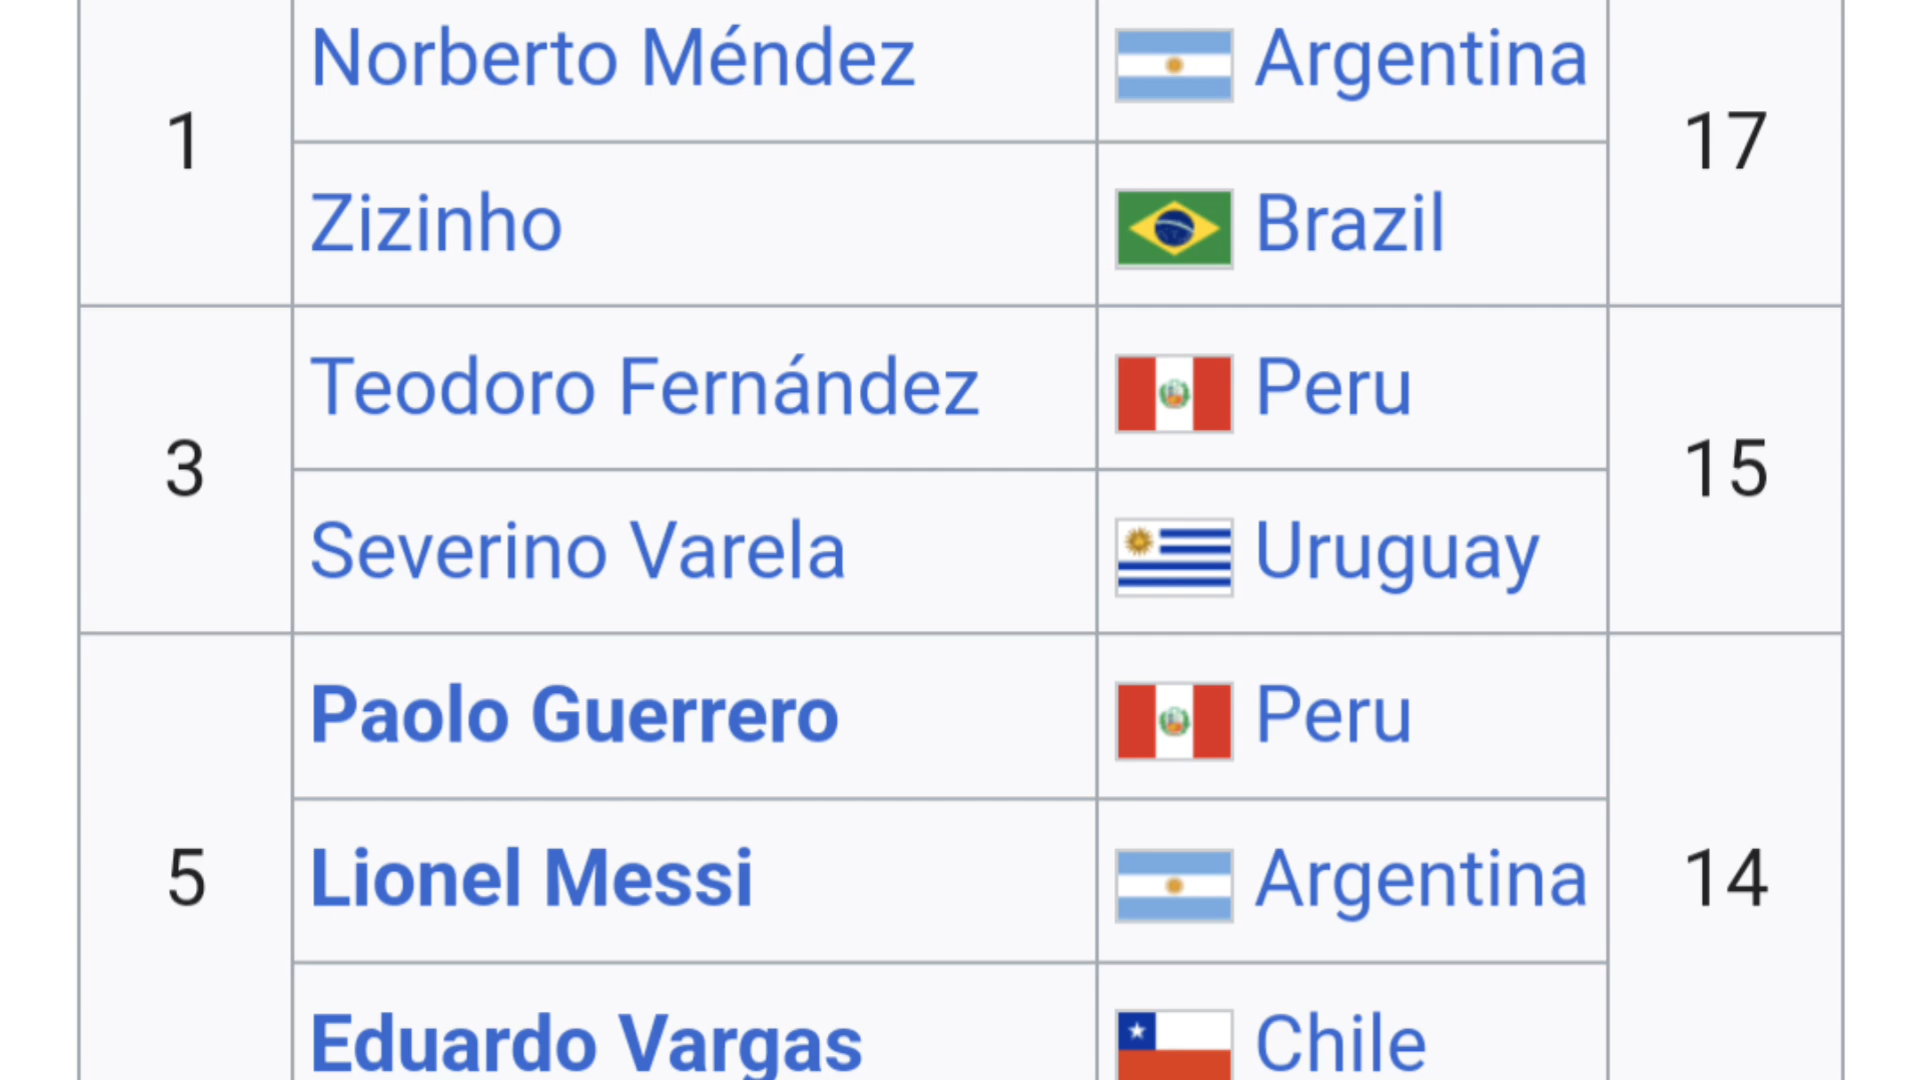 Norberto Méndez Argentina
1 17
Zizinho Brazil
Teodoro Fernández Peru
3 15
Severino Varela Uruguay
Paolo Guerrero Peru
5 Lionel Messi Argentina 14
Eduardo Vargas Chile